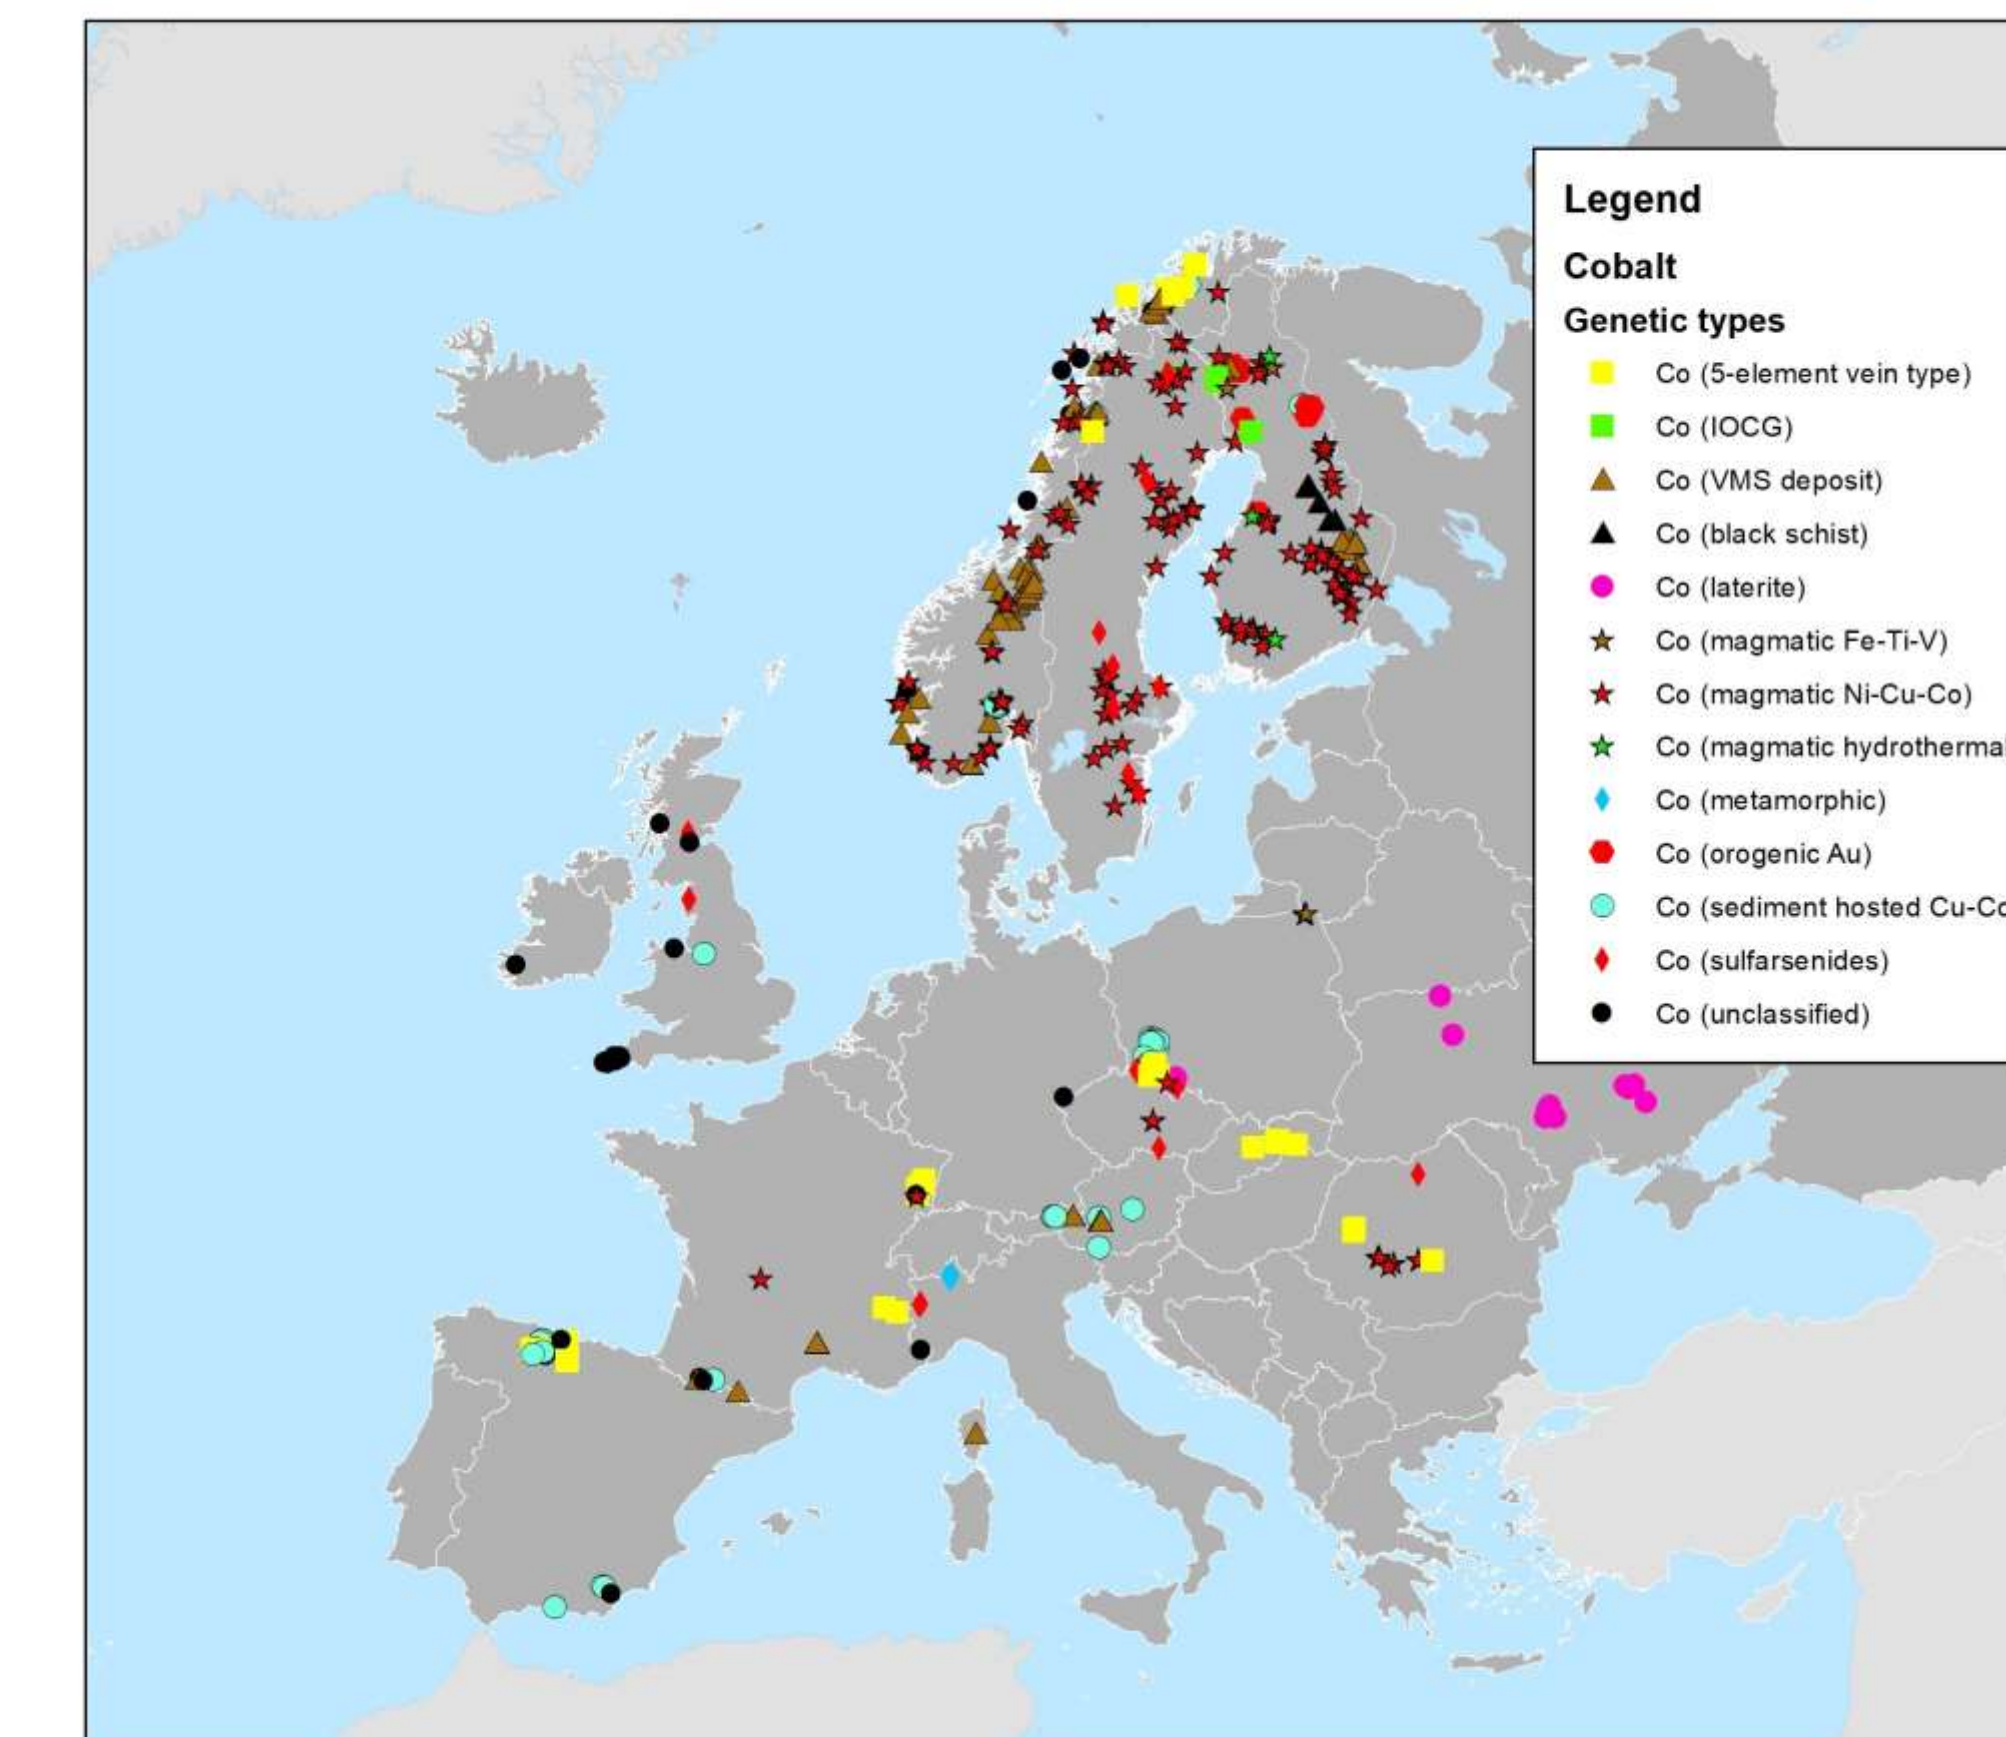 Legend
Cobalt
Genetic types
Co (5-element vein type)
Co (IOCG)
Co (VMS deposit)
Co (black schist)
Co (laterite)
Co (magmatic Fe-Ti-V)
Co (magmatic Ni-Cu-Co)
Co (magmatic hydrothermal
Co (metamorphic)
Co (orogenic Au)
Co (sediment hosted Cu-Co
Co (sulfarsenides)
Co (unclassified)